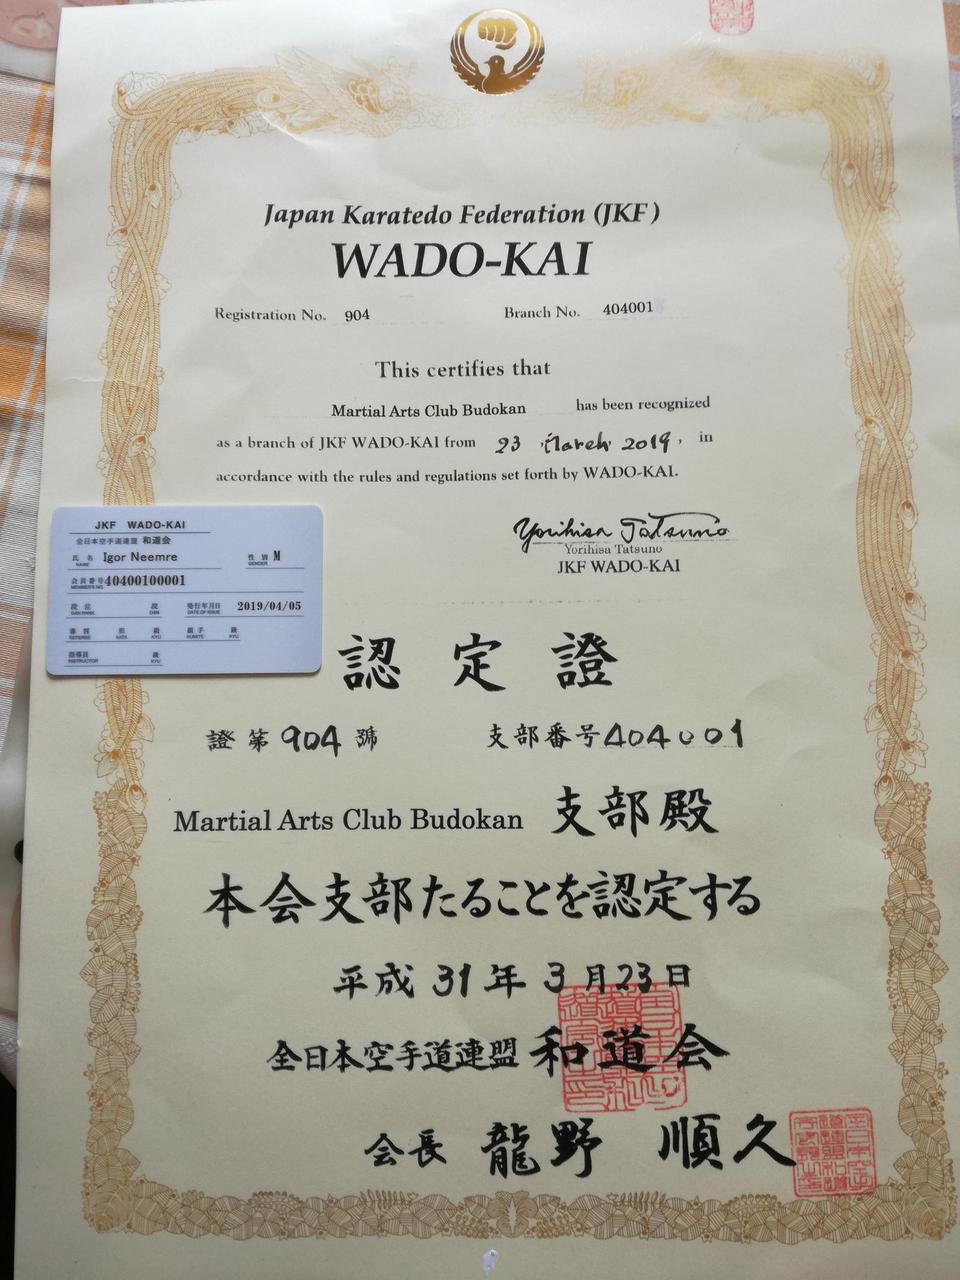 Japan Karatedo Federation (JKF)
WADO-KAI
Registration No. 904 Branch No. 404001
This certifies that
Martial Arts Club Budokan has been recognized
as a branch of JKF WADO-KAI from 23 March 2019, in
accordance with the rules and regulations set forth by WADO-KAI.
Yorihisa Tatsuno
Yorihisa Tatsuno
JKF WADO-KAI
JKF WADO-KAI
全日本空手道連盟 和道会
氏名 Igor Neemre 性別 M
NAME GENDER
会員番号 40400100001
MEMBER'S NO.
段位 段 発行年月日 2019/04/05
DAN RANK DAN DATE OF ISSUE
審判 形 級 組手 級
REFEREE KATA KYU KUMITE KYU
指導員 級
INSTRUCTOR KYU
認定證
證第904號 支部番号404001
Martial Arts Club Budokan 支部殿
本会支部たることを認定する
平成31年3月23日
全日本空手道連盟 和道会
会長 龍野 順久